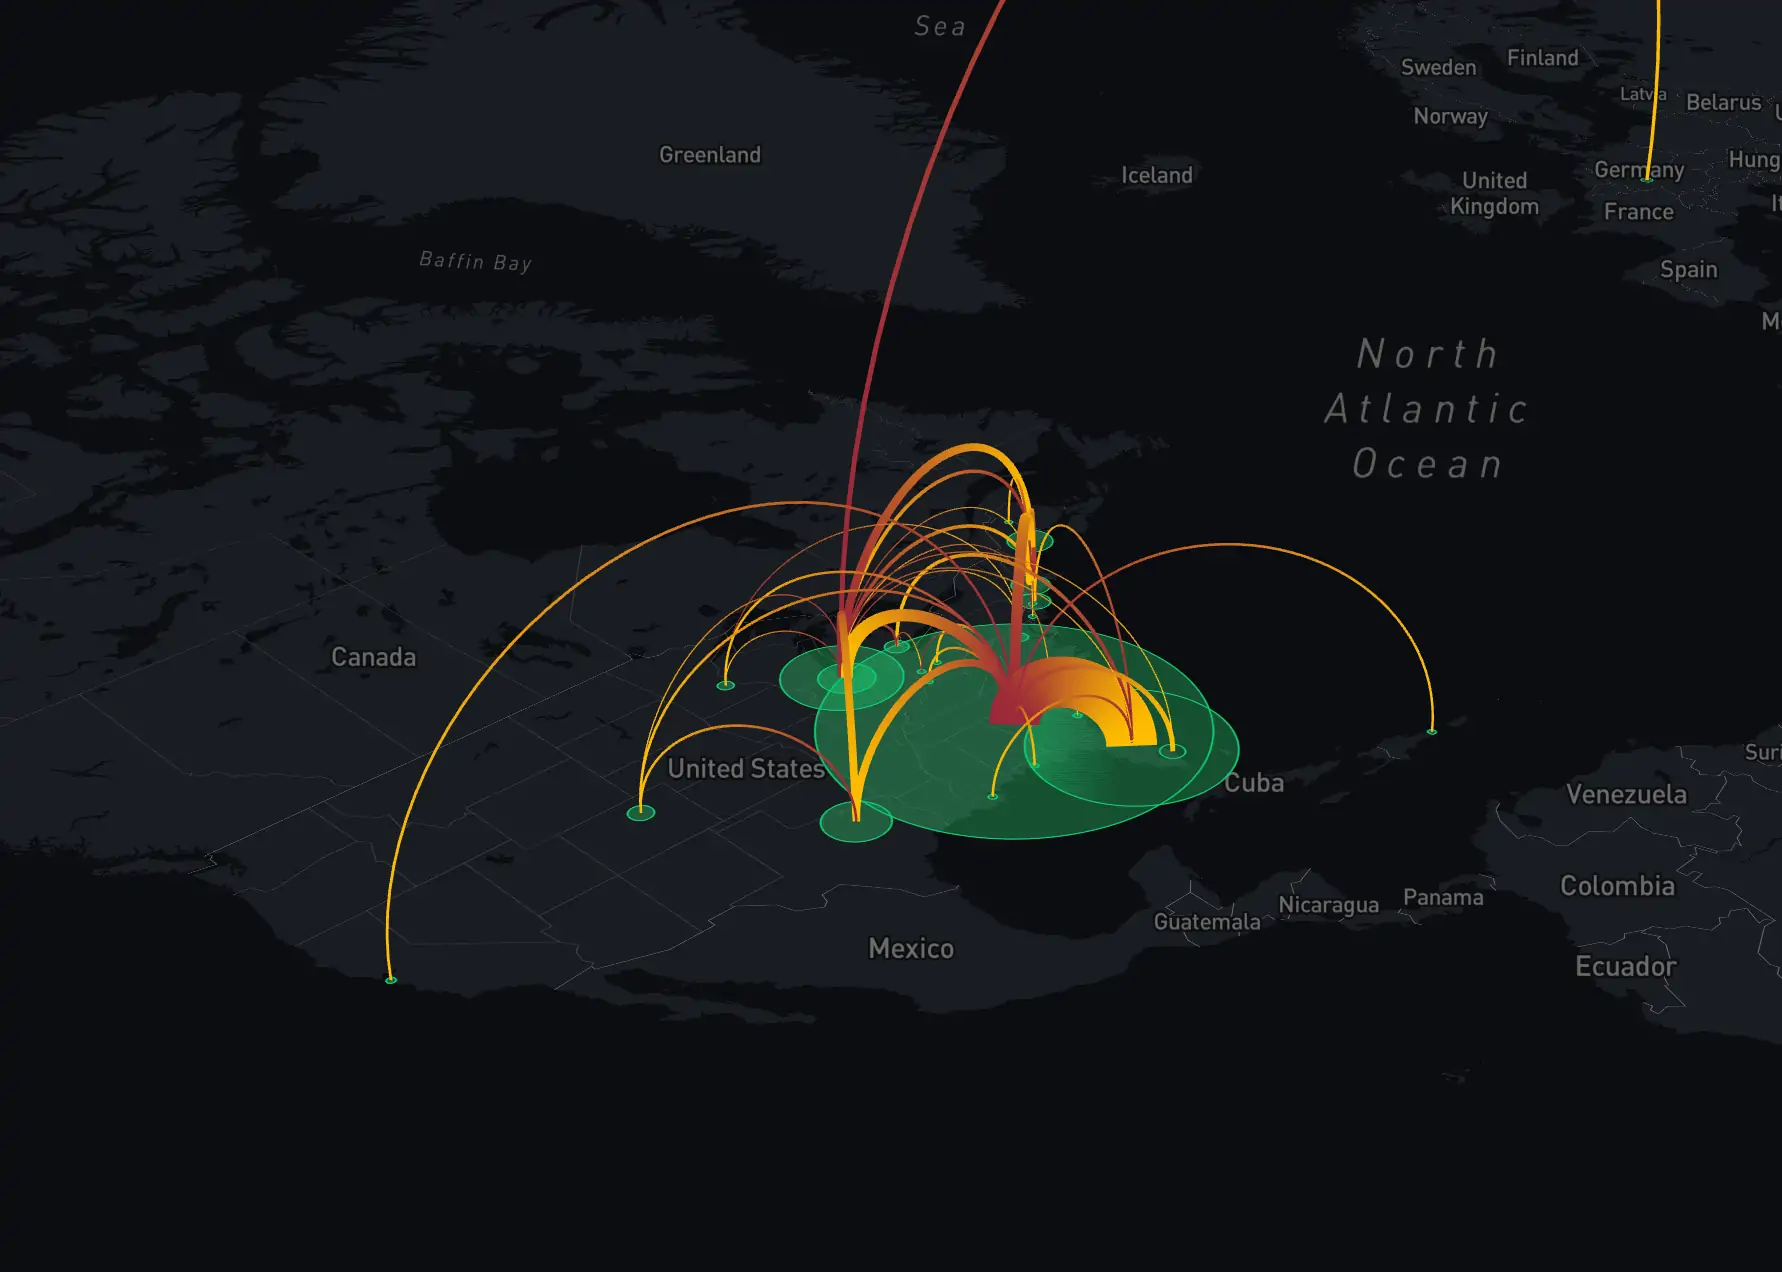 Sea
Finland
Sweden
Latvia
Belarus
Norway
Greenland
Hung
Germany
Iceland
United
Kingdom
France
Baffin Bay
Spain
North
Atlantic
Ocean
Canada
United States
Cuba
Suri
Venezuela
Colombia
Nicaragua
Panama
Guatemala
Mexico
Ecuador